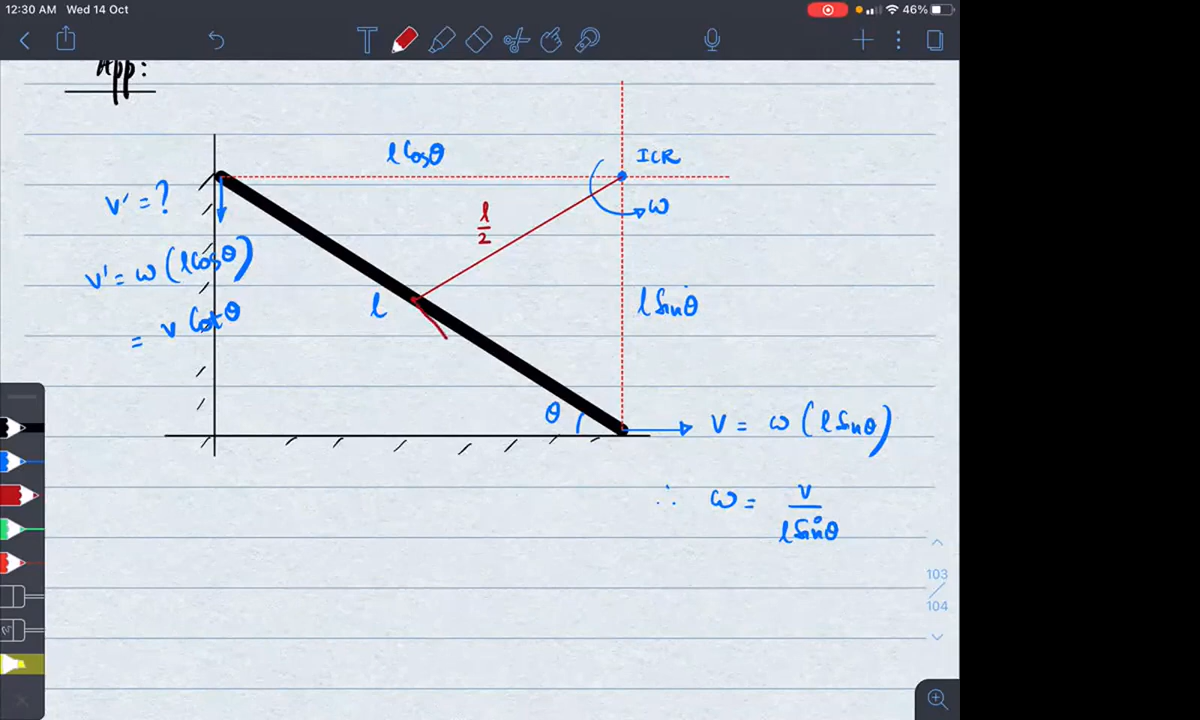 12:30 AM Wed 14 Oct
46%
App:
l Cosθ
ICR
ω
v' = ?
l/2
v' = ω (l Cosθ)
= v Cotθ
l
l Sinθ
θ
v = ω (l Sinθ)
∴ ω = v / l Sinθ
103
104